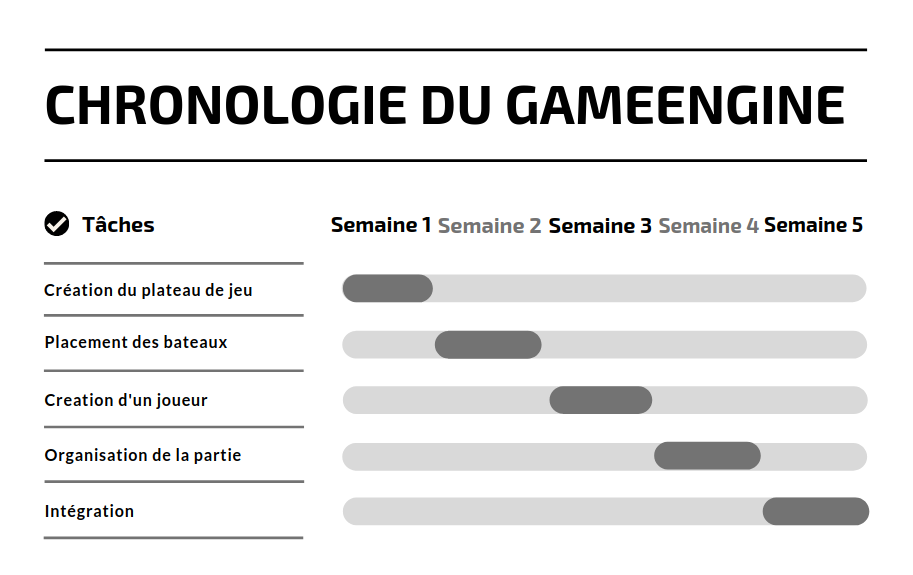 CHRONOLOGIE DU GAMEENGINE
Tâches
Semaine 1 Semaine 2 Semaine 3 Semaine 4 Semaine 5
Création du plateau de jeu
Placement des bateaux
Creation d'un joueur
Organisation de la partie
Intégration